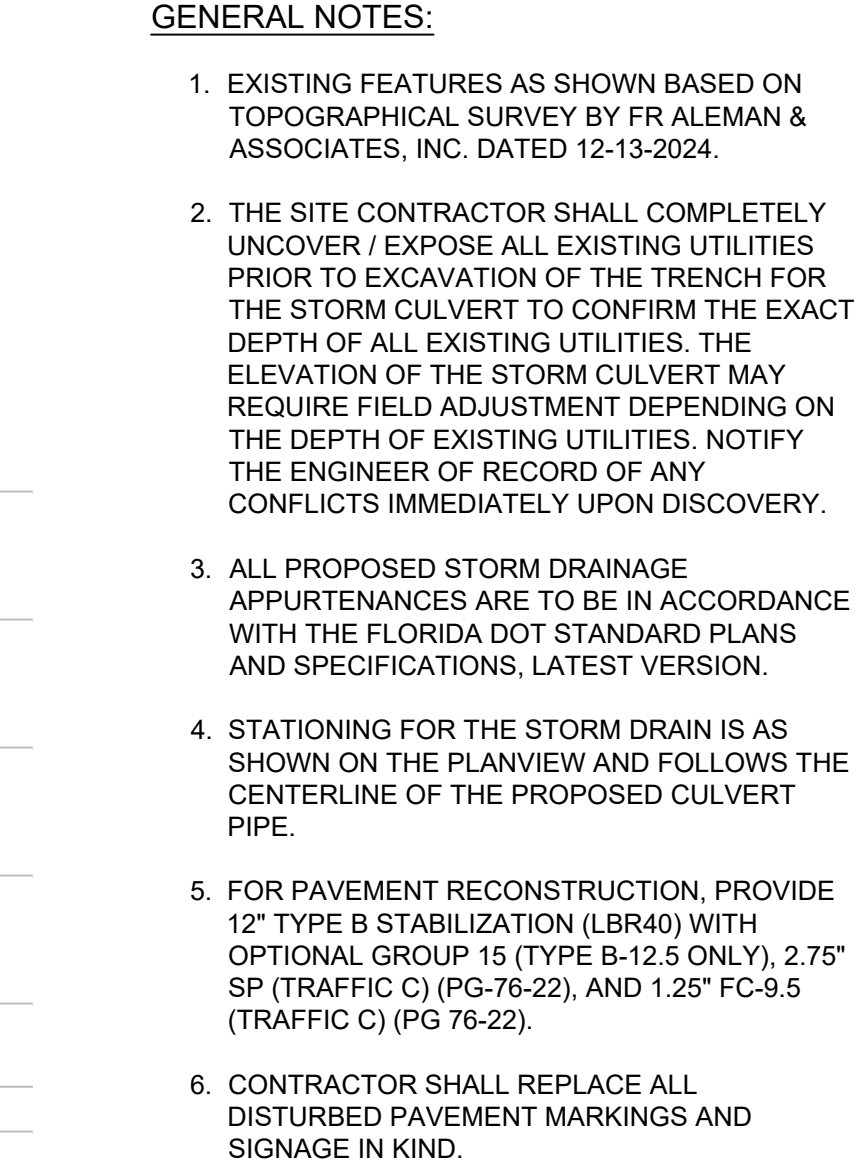 GENERAL NOTES:
1. EXISTING FEATURES AS SHOWN BASED ON
TOPOGRAPHICAL SURVEY BY FR ALEMAN &
ASSOCIATES, INC. DATED 12-13-2024.
2. THE SITE CONTRACTOR SHALL COMPLETELY
UNCOVER / EXPOSE ALL EXISTING UTILITIES
PRIOR TO EXCAVATION OF THE TRENCH FOR
THE STORM CULVERT TO CONFIRM THE EXACT
DEPTH OF ALL EXISTING UTILITIES. THE
ELEVATION OF THE STORM CULVERT MAY
REQUIRE FIELD ADJUSTMENT DEPENDING ON
THE DEPTH OF EXISTING UTILITIES. NOTIFY
THE ENGINEER OF RECORD OF ANY
CONFLICTS IMMEDIATELY UPON DISCOVERY.
3. ALL PROPOSED STORM DRAINAGE
APPURTENANCES ARE TO BE IN ACCORDANCE
WITH THE FLORIDA DOT STANDARD PLANS
AND SPECIFICATIONS, LATEST VERSION.
4. STATIONING FOR THE STORM DRAIN IS AS
SHOWN ON THE PLANVIEW AND FOLLOWS THE
CENTERLINE OF THE PROPOSED CULVERT
PIPE.
5. FOR PAVEMENT RECONSTRUCTION, PROVIDE
12" TYPE B STABILIZATION (LBR40) WITH
OPTIONAL GROUP 15 (TYPE B-12.5 ONLY), 2.75"
SP (TRAFFIC C) (PG-76-22), AND 1.25" FC-9.5
(TRAFFIC C) (PG 76-22).
6. CONTRACTOR SHALL REPLACE ALL
DISTURBED PAVEMENT MARKINGS AND
SIGNAGE IN KIND.